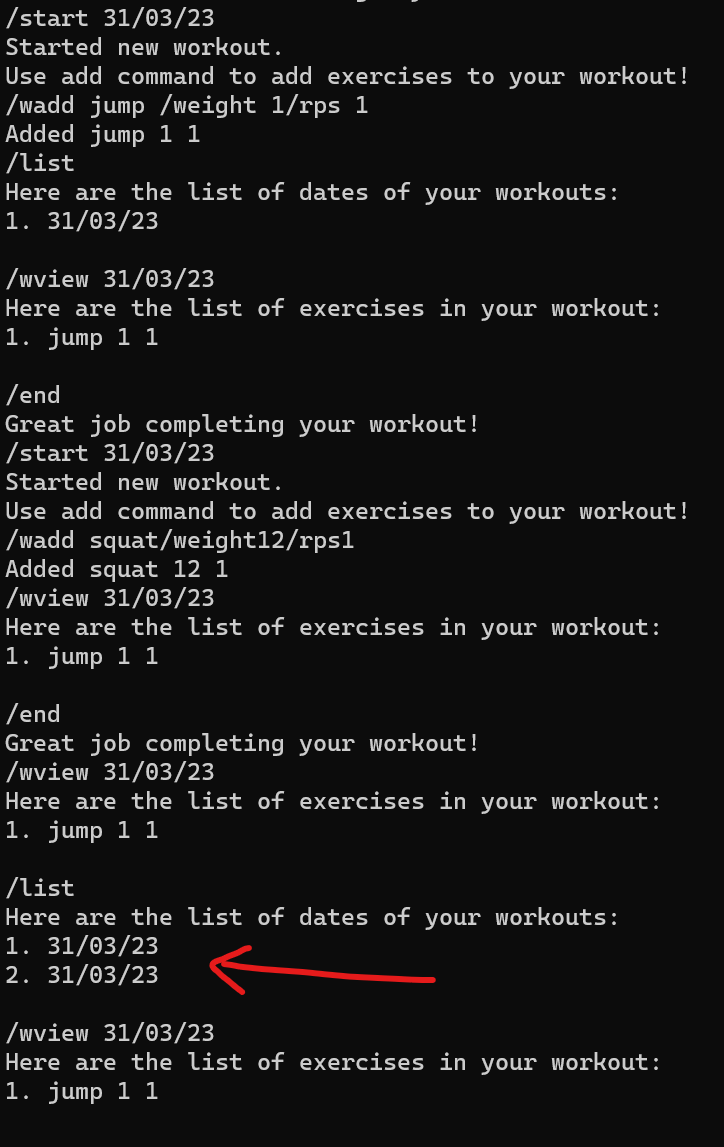 /start 31/03/23
Started new workout.
Use add command to add exercises to your workout!
/wadd jump /weight 1/rps 1
Added jump 1 1
/list
Here are the list of dates of your workouts:
1. 31/03/23
/wview 31/03/23
Here are the list of exercises in your workout:
1. jump 1 1
/end
Great job completing your workout!
/start 31/03/23
Started new workout.
Use add command to add exercises to your workout!
/wadd squat/weight12/rps1
Added squat 12 1
/wview 31/03/23
Here are the list of exercises in your workout:
1. jump 1 1
/end
Great job completing your workout!
/wview 31/03/23
Here are the list of exercises in your workout:
1. jump 1 1
/list
Here are the list of dates of your workouts:
1. 31/03/23
2. 31/03/23
/wview 31/03/23
Here are the list of exercises in your workout:
1. jump 1 1